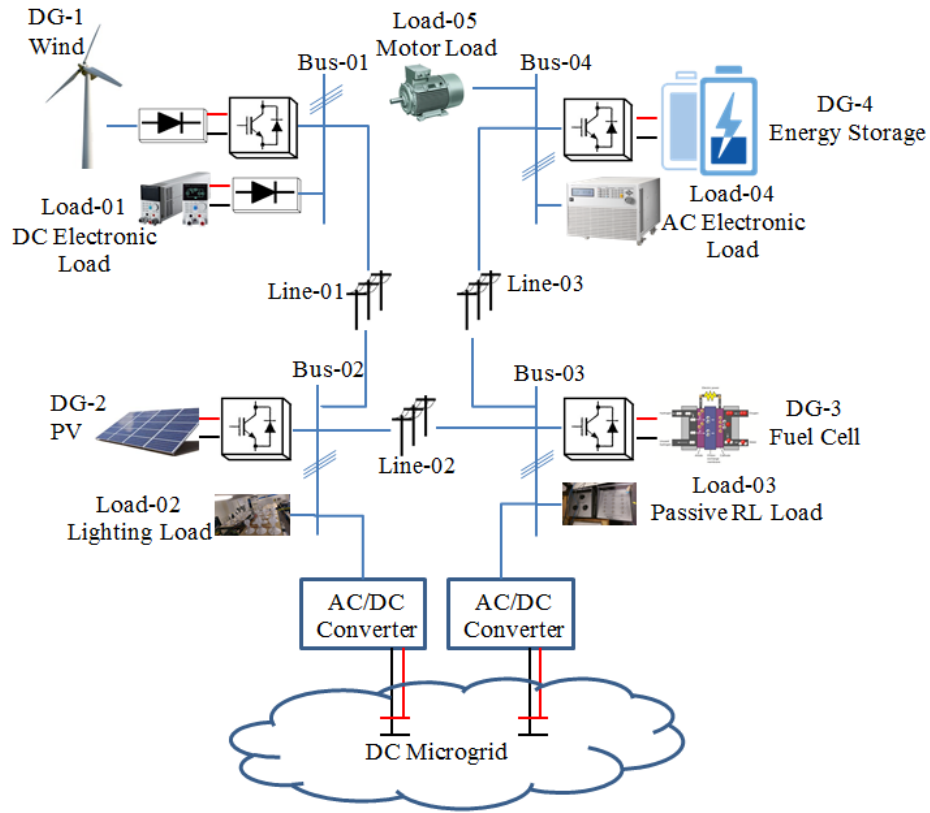 DG-1
Wind
Load-05
Motor Load
Bus-01
Bus-04
DG-4
Energy Storage
Load-01
DC Electronic
Load
Load-04
AC Electronic
Load
Line-01
Line-03
Bus-02
Bus-03
DG-2
PV
DG-3
Fuel Cell
Line-02
Load-02
Lighting Load
Load-03
Passive RL Load
AC/DC
Converter
AC/DC
Converter
DC Microgrid